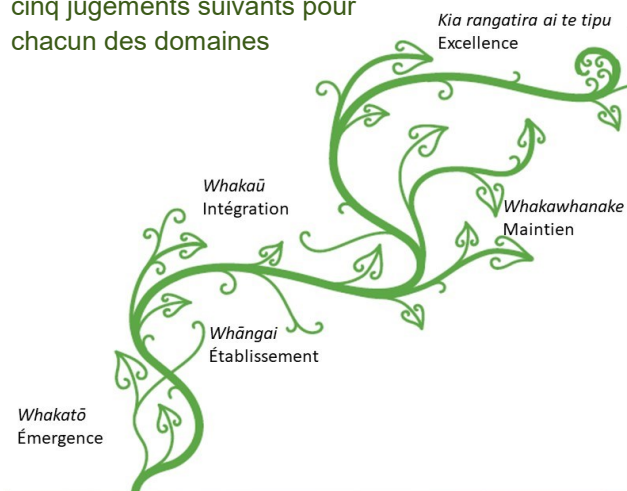 cinq jugements suivants pour
chacun des domaines
Kia rangatira ai te tipu
Excellence
Whakaū
Intégration
Whakawhanake
Maintien
Whāngai
Établissement
Whakatō
Émergence